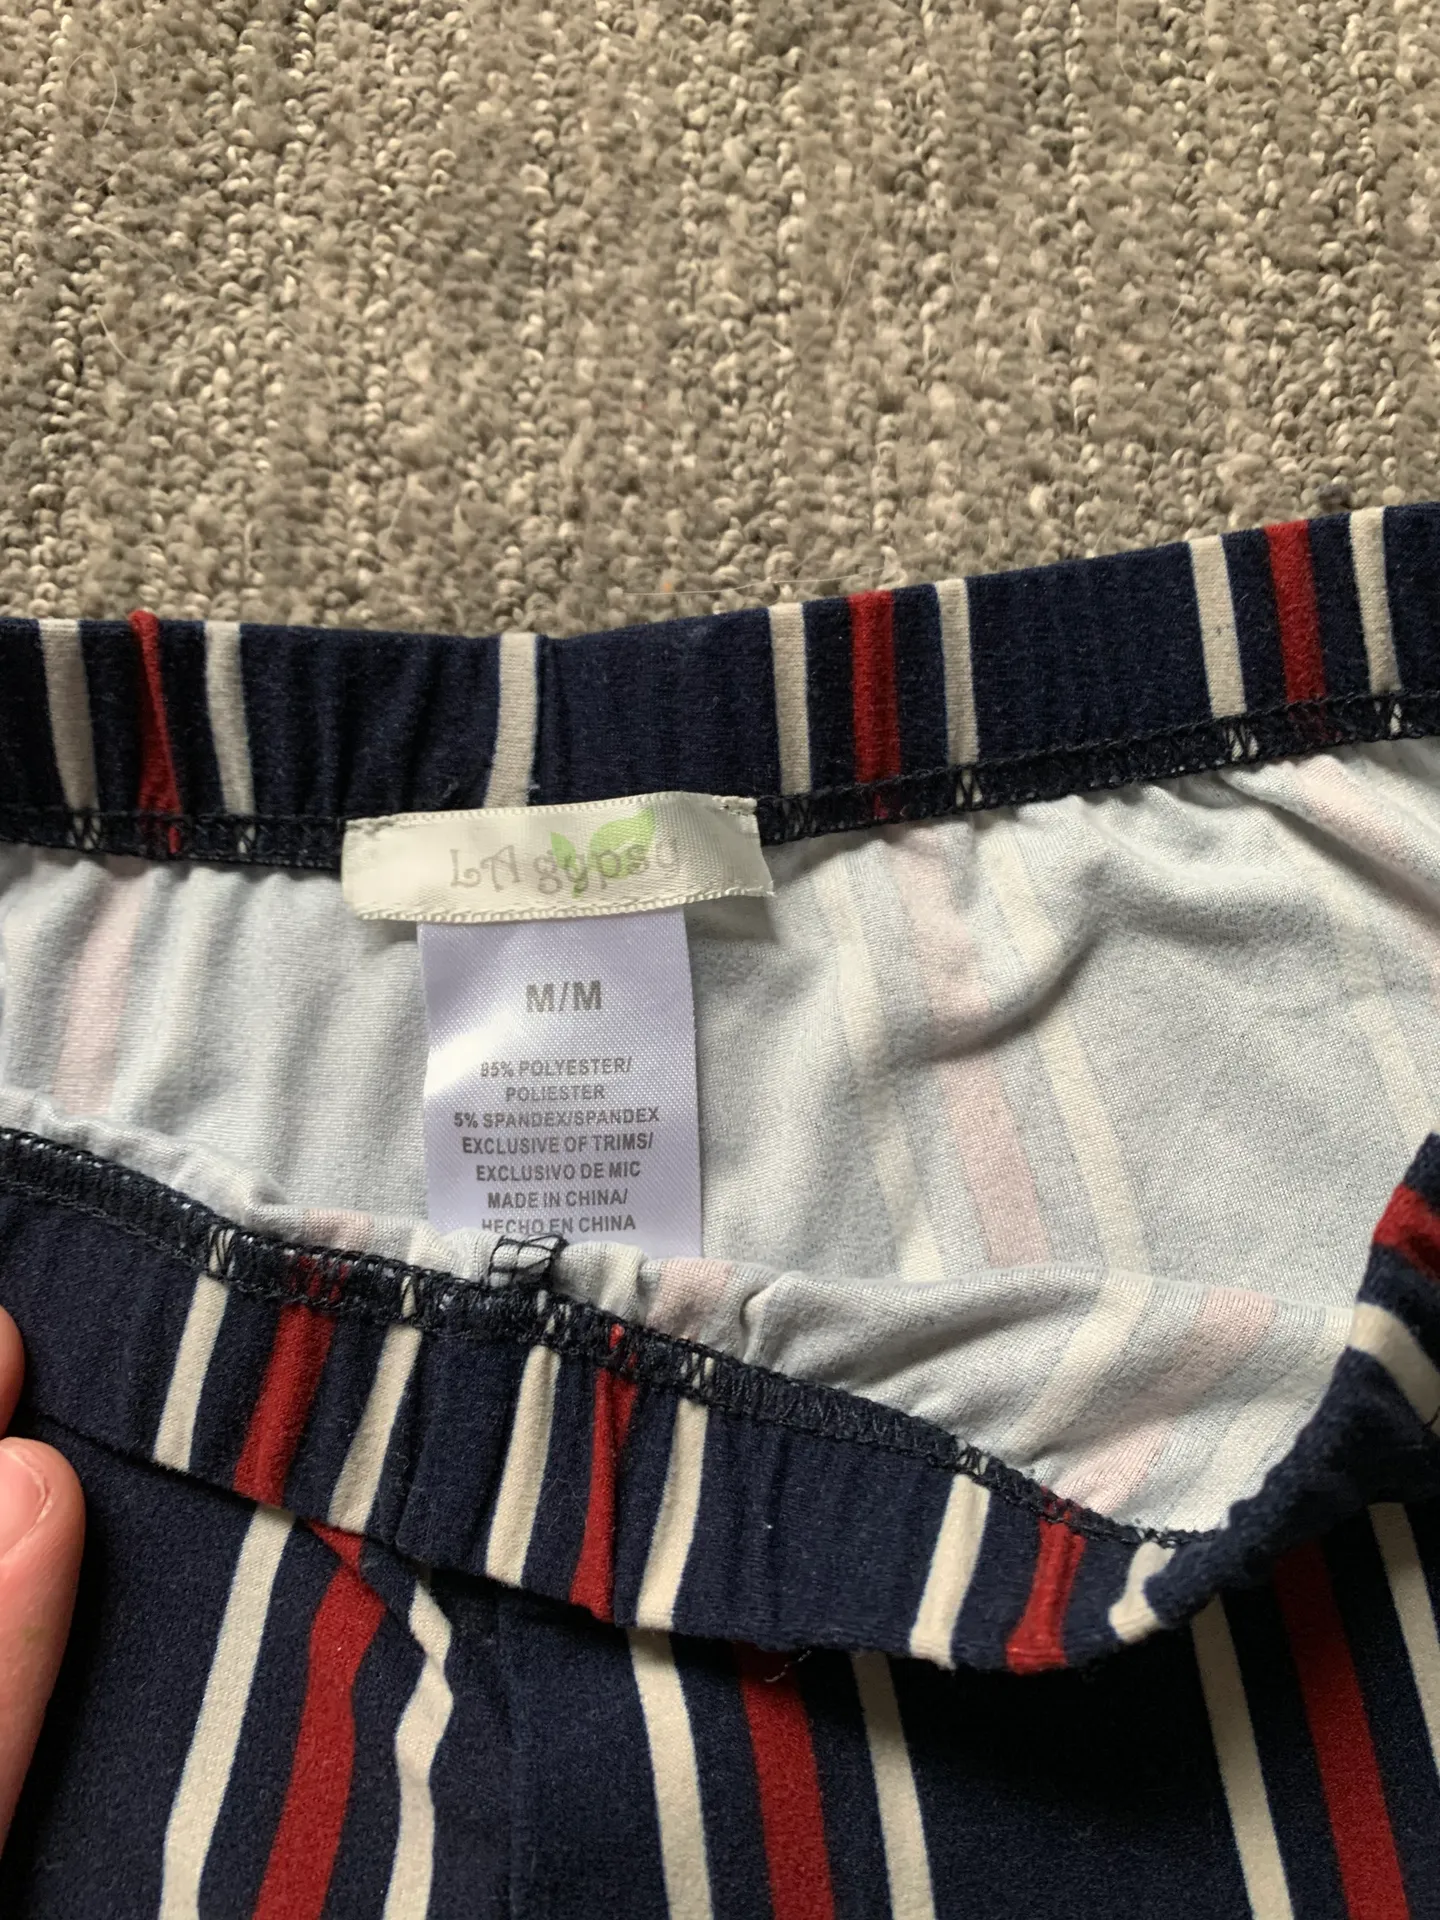 LA gypsy
M/M
95% POLYESTER/
POLIESTER
5% SPANDEX/SPANDEX
EXCLUSIVE OF TRIMS/
EXCLUSIVO DE MIC
MADE IN CHINA/
HECHO EN CHINA